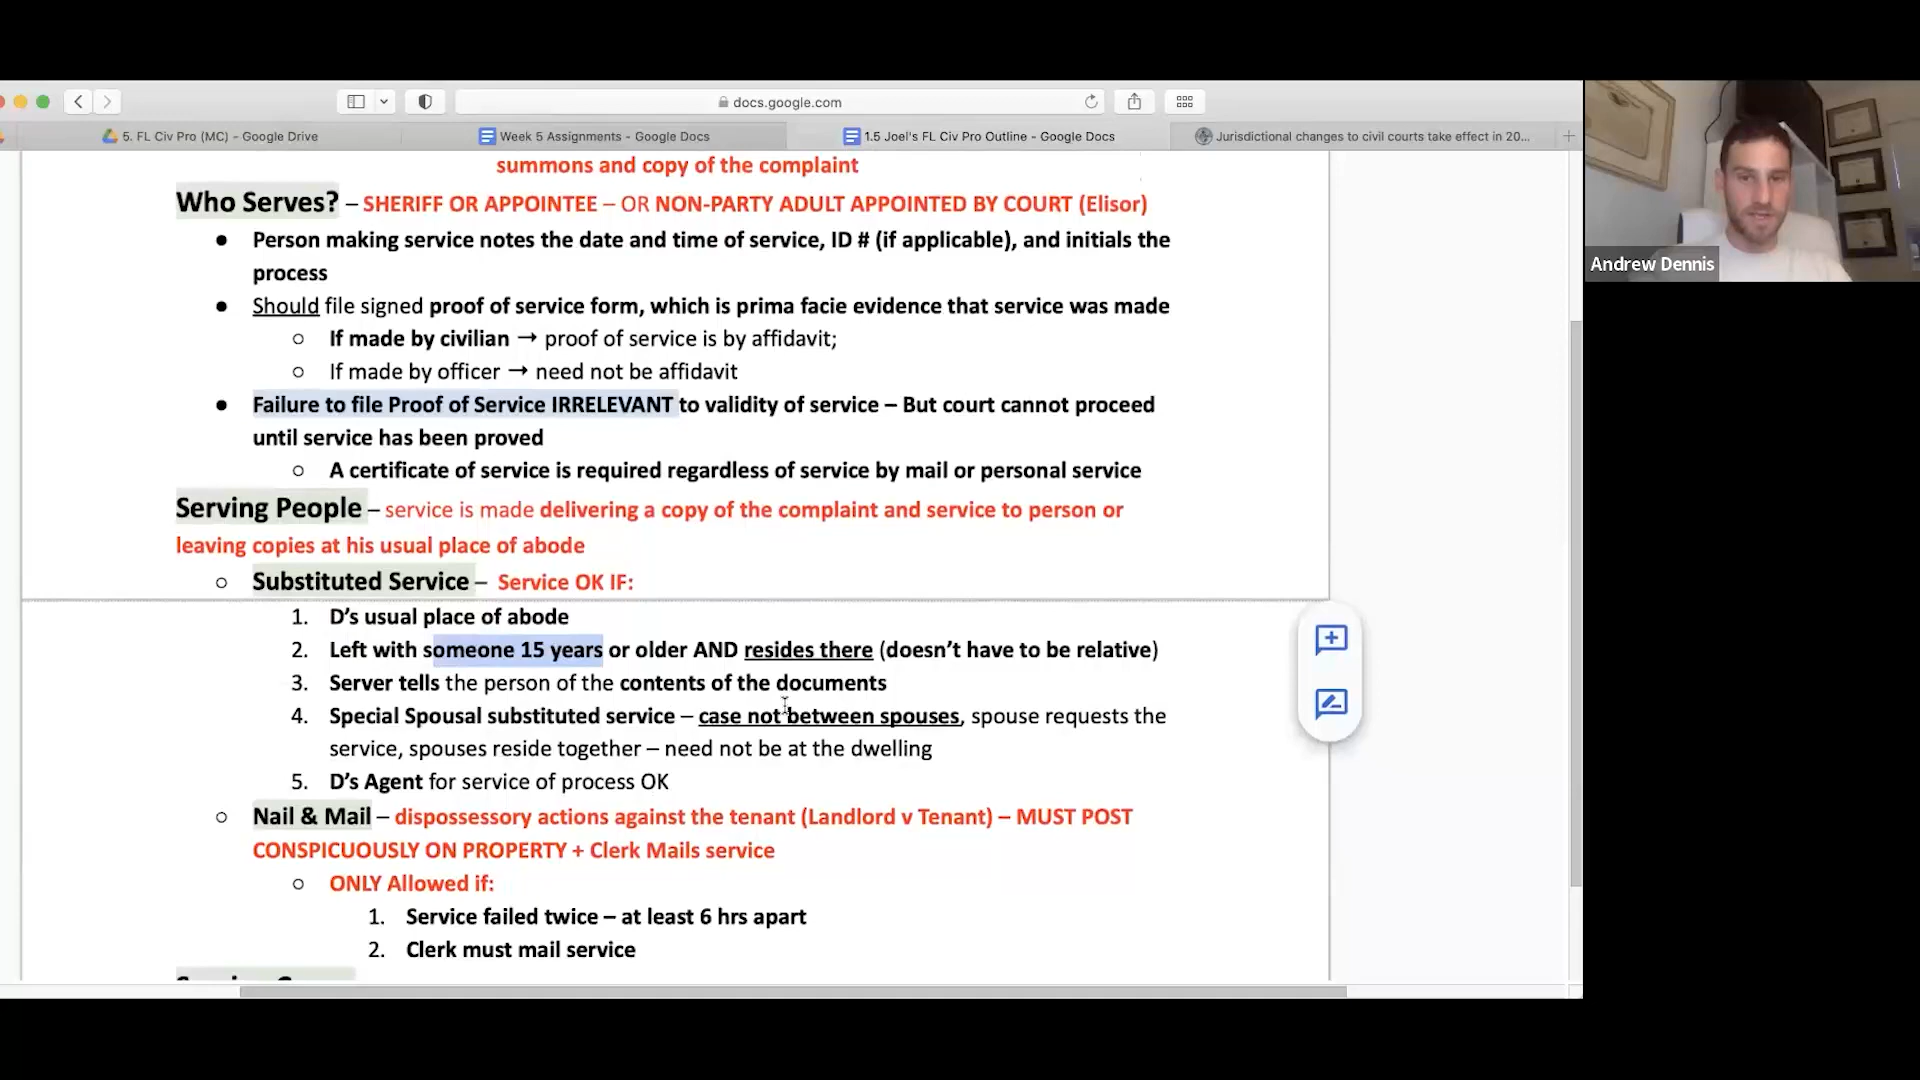 docs.google.com
5. FL Civ Pro (MC) – Google Drive
Week 5 Assignments - Google Docs
1.5 Joel's FL Civ Pro Outline - Google Docs
Jurisdictional changes to civil courts take effect in 20...
summons and copy of the complaint
Who Serves? – SHERIFF OR APPOINTEE – OR NON-PARTY ADULT APPOINTED BY COURT (Elisor)
● Person making service notes the date and time of service, ID # (if applicable), and initials the
process
● Should file signed proof of service form, which is prima facie evidence that service was made
○ If made by civilian → proof of service is by affidavit;
○ If made by officer → need not be affidavit
● Failure to file Proof of Service IRRELEVANT to validity of service – But court cannot proceed
until service has been proved
○ A certificate of service is required regardless of service by mail or personal service
Serving People – service is made delivering a copy of the complaint and service to person or
leaving copies at his usual place of abode
○ Substituted Service – Service OK IF:
1. D’s usual place of abode
2. Left with someone 15 years or older AND resides there (doesn’t have to be relative)
3. Server tells the person of the contents of the documents
4. Special Spousal substituted service – case not between spouses, spouse requests the
service, spouses reside together – need not be at the dwelling
5. D’s Agent for service of process OK
○ Nail & Mail – dispossessory actions against the tenant (Landlord v Tenant) – MUST POST
CONSPICUOUSLY ON PROPERTY + Clerk Mails service
○ ONLY Allowed if:
1. Service failed twice – at least 6 hrs apart
2. Clerk must mail service
Andrew Dennis